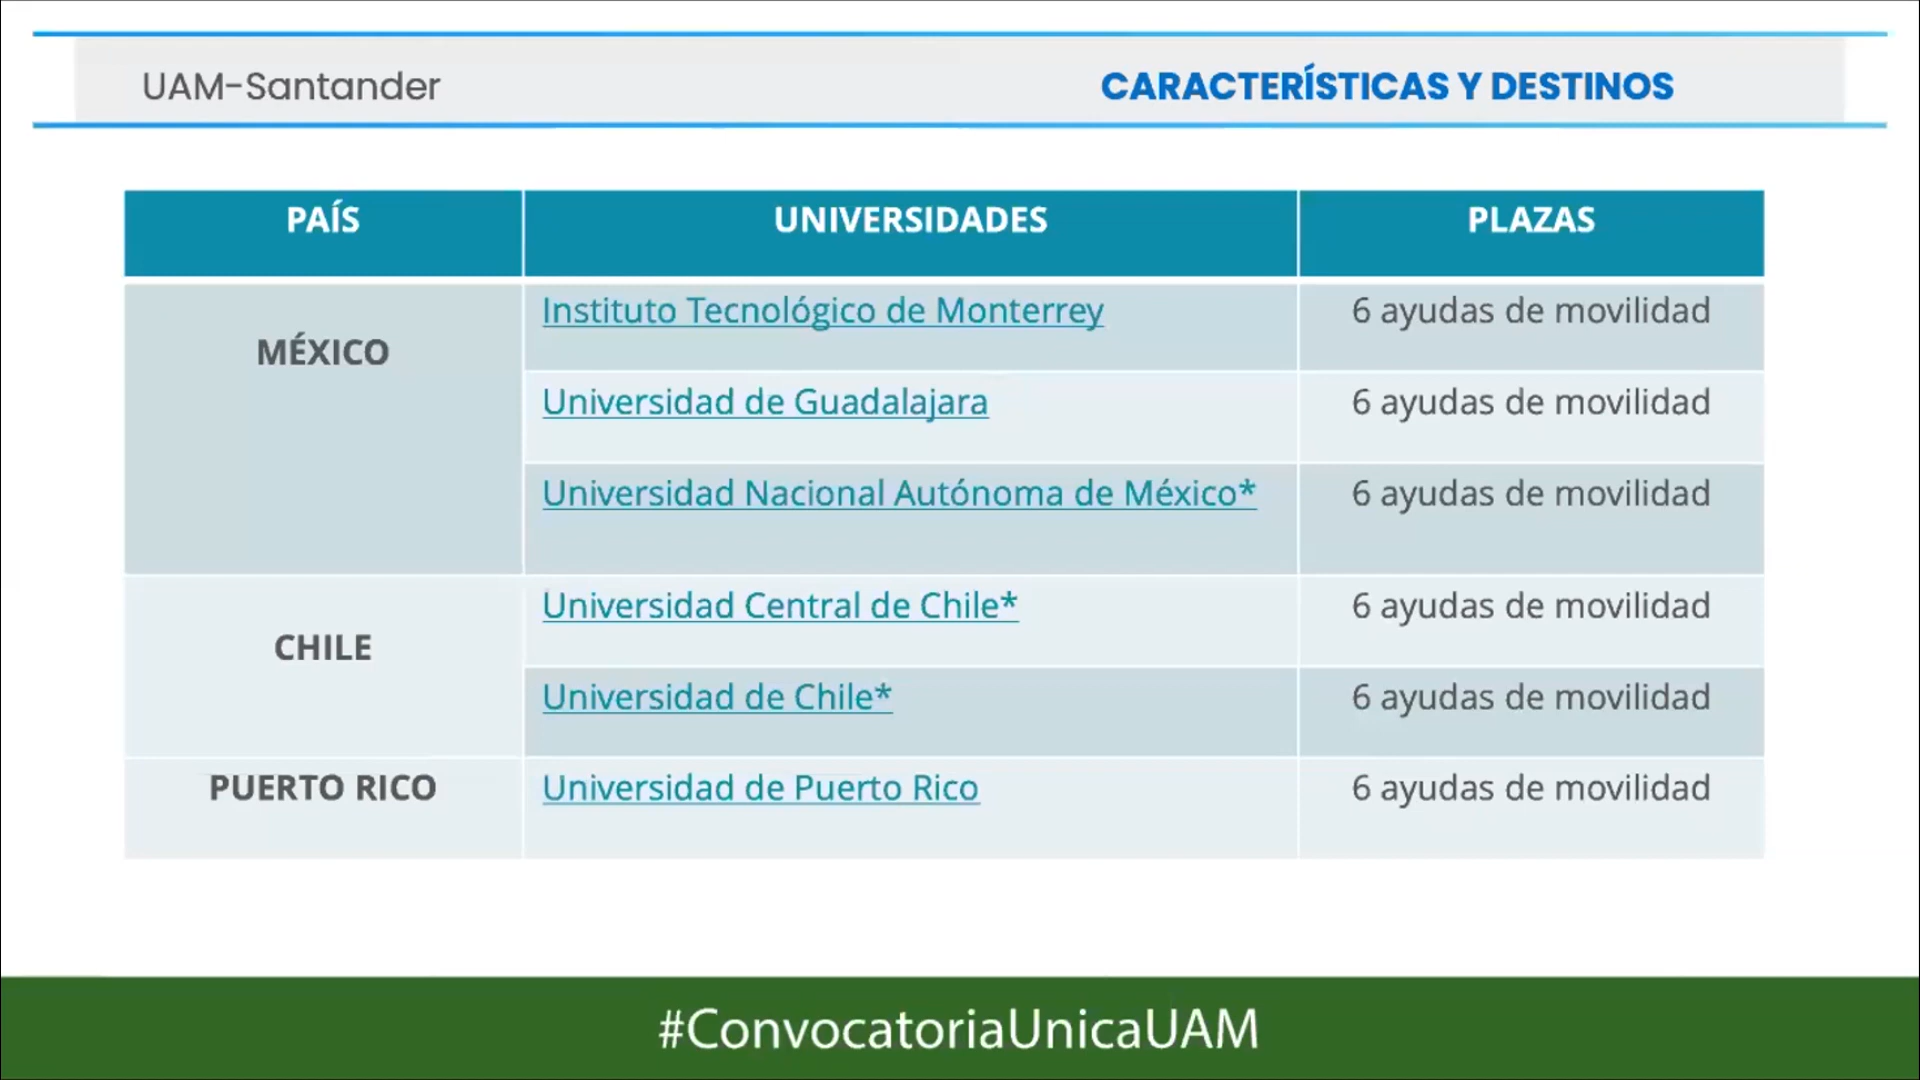 UAM-Santander
CARACTERÍSTICAS Y DESTINOS
PAÍS
UNIVERSIDADES
PLAZAS
MÉXICO
Instituto Tecnológico de Monterrey
6 ayudas de movilidad
Universidad de Guadalajara
6 ayudas de movilidad
Universidad Nacional Autónoma de México*
6 ayudas de movilidad
CHILE
Universidad Central de Chile*
6 ayudas de movilidad
Universidad de Chile*
6 ayudas de movilidad
PUERTO RICO
Universidad de Puerto Rico
6 ayudas de movilidad
#ConvocatoriaUnicaUAM